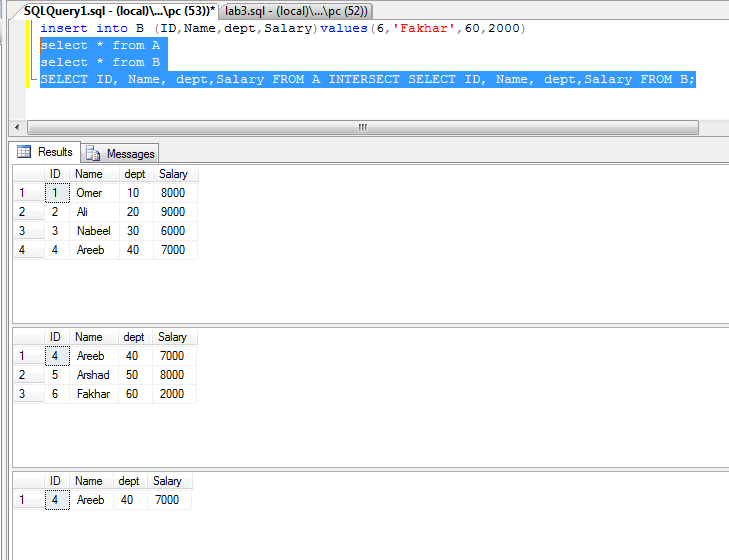 SQLQuery1.sql - (local)\...\pc (53))* lab3.sql - (local)\...\pc (52))
insert into B (ID,Name,dept,Salary)values(6,'Fakhar',60,2000)
select * from A
select * from B
SELECT ID, Name, dept,Salary FROM A INTERSECT SELECT ID, Name, dept,Salary FROM B;
Results Messages
ID Name dept Salary
1 1 Omer 10 8000
2 2 Ali 20 9000
3 3 Nabeel 30 6000
4 4 Areeb 40 7000
ID Name dept Salary
1 4 Areeb 40 7000
2 5 Arshad 50 8000
3 6 Fakhar 60 2000
ID Name dept Salary
1 4 Areeb 40 7000